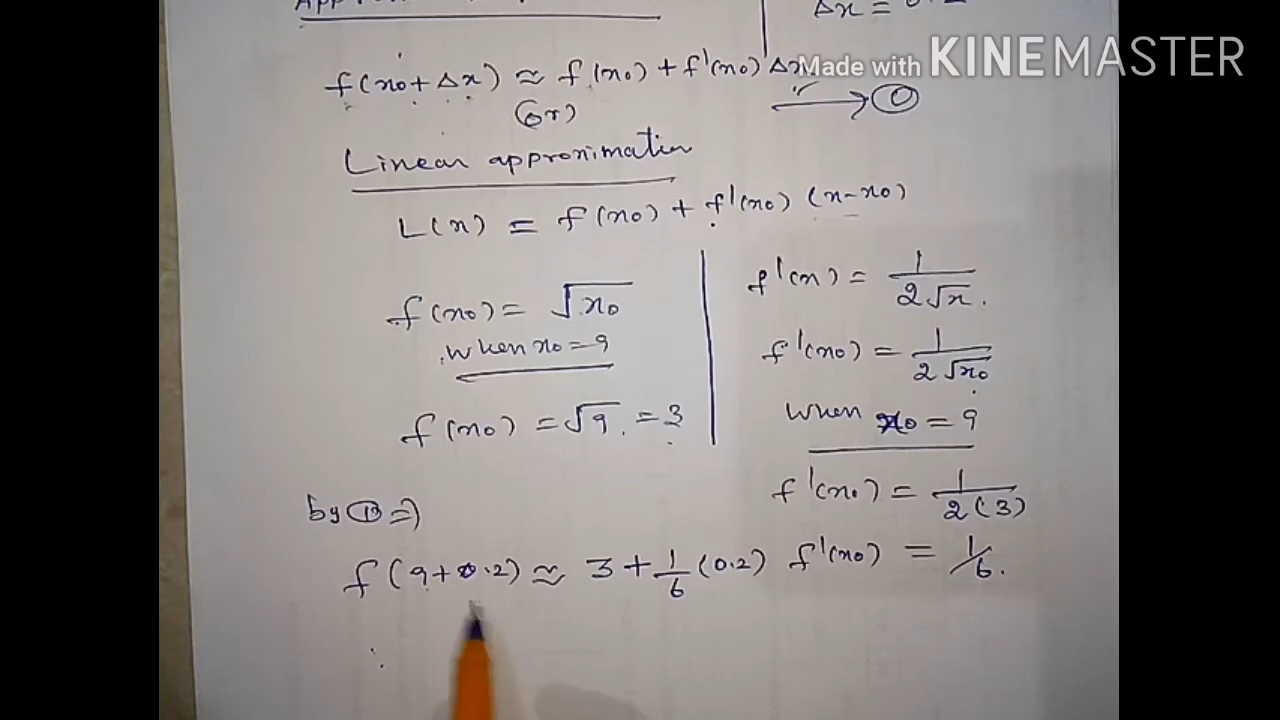 Δx = 0.2
f(x₀+Δx) ≈ f(x₀) + f'(x₀) Δx
Made with KINEMASTER
(or)
Linear approximation
L(x) = f(x₀) + f'(x₀) (x-x₀)
f(x₀) = √x₀
when x₀=9
f(x₀) = √9 = 3
f'(x) = 1/2√x.
f'(x₀) = 1/2√x₀
when x₀ = 9
f'(x₀) = 1/2(3)
f'(x₀) = 1/6.
by ① ⇒)
f(9+0.2) ≈ 3 + 1/6 (0.2)